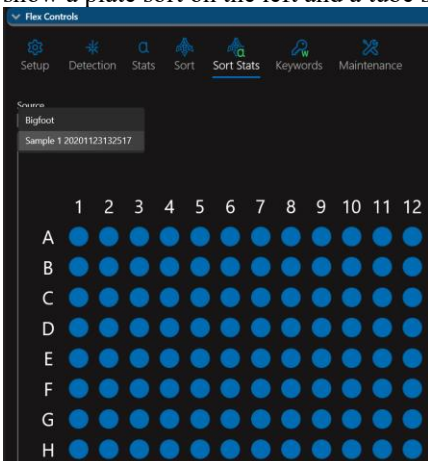 Flex Controls
Setup Detection Stats Sort Sort Stats Keywords Maintenance
Source
Bigfoot
Sample 1 20201123132517
1 2 3 4 5 6 7 8 9 10 11 12
A
B
C
D
E
F
G
H